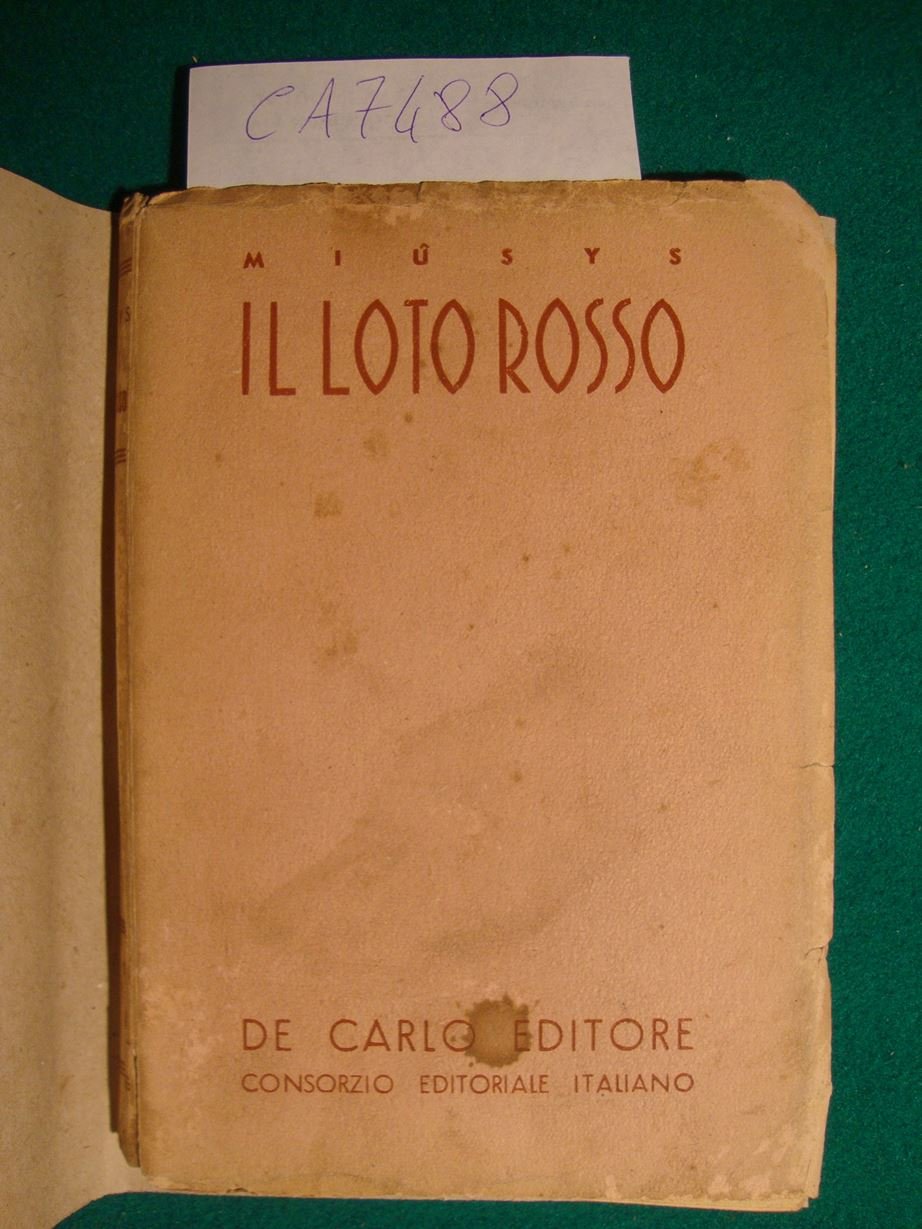 CA7488
MIÛSYS
IL LOTO ROSSO
DE CARLO EDITORE
CONSORZIO EDITORIALE ITALIANO